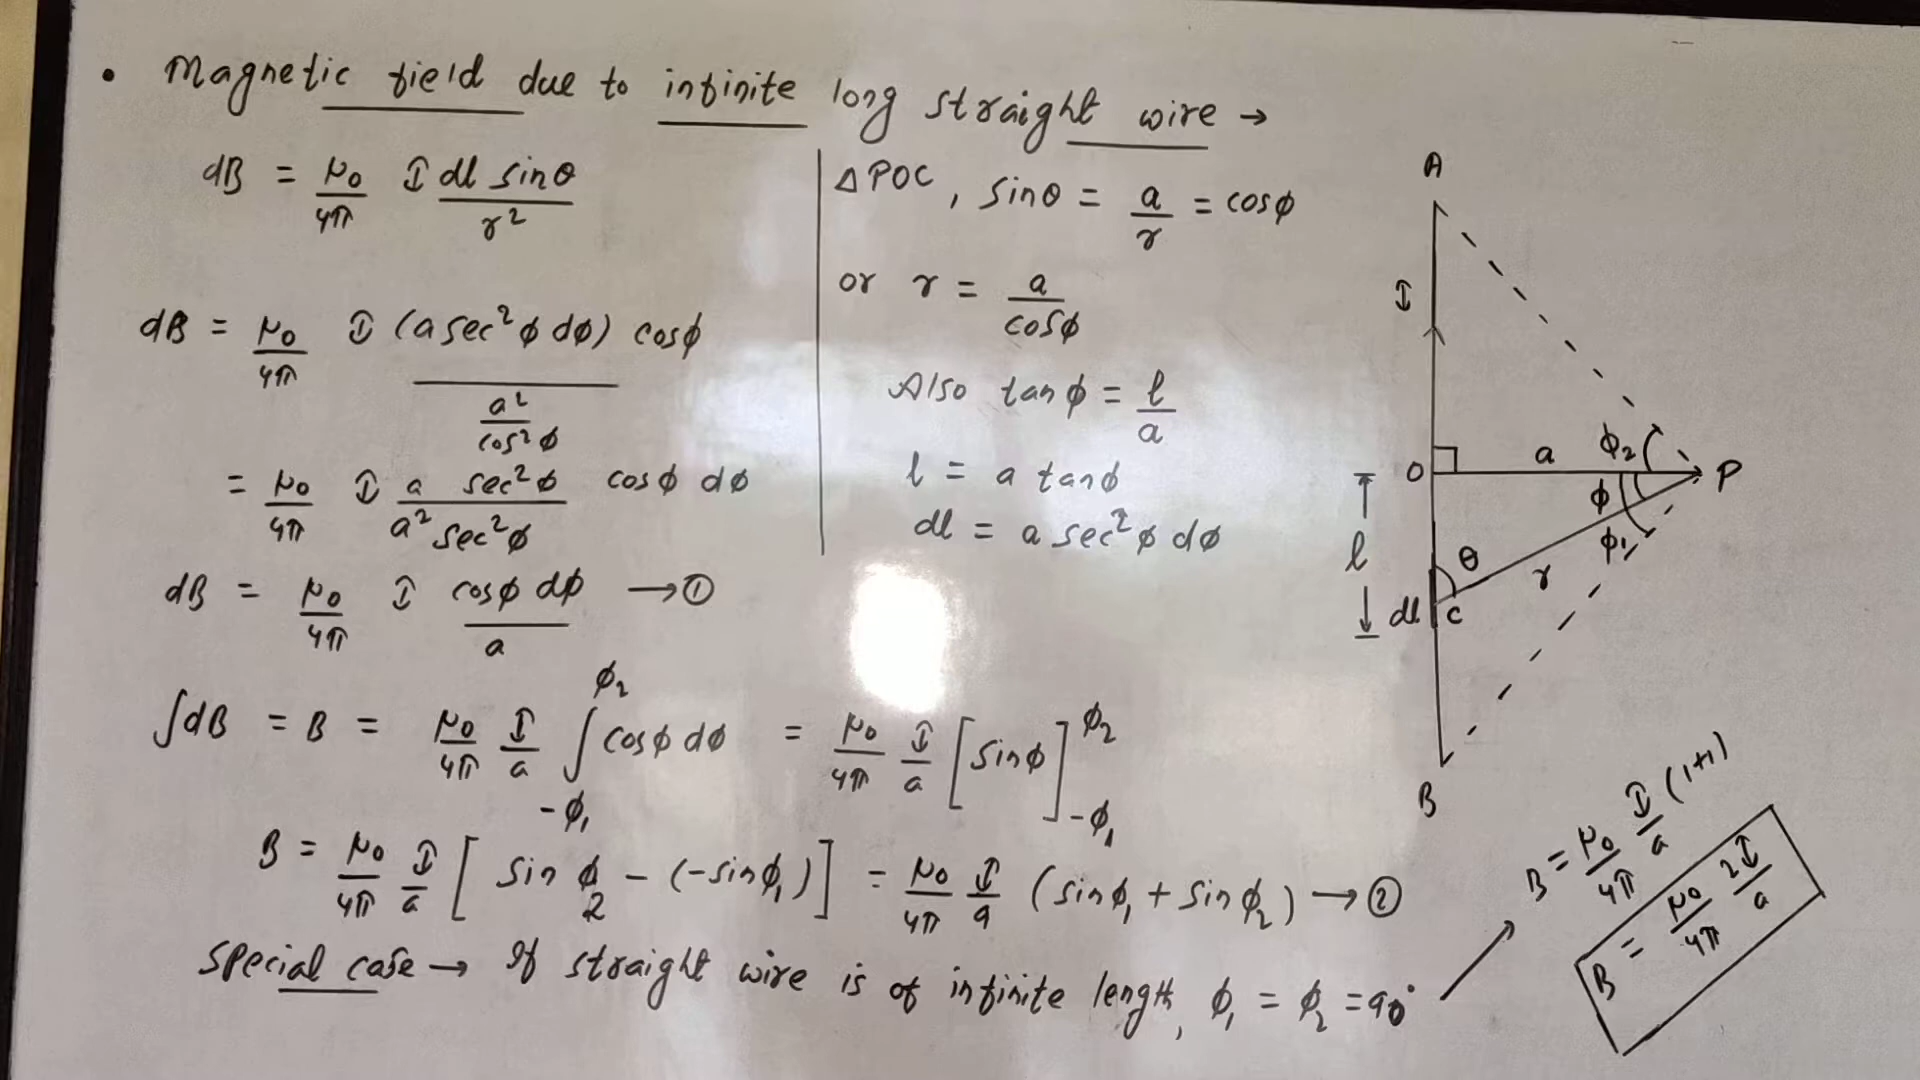 • Magnetic field due to infinite long straight wire →
dB = μ₀/4π I dl sinθ / r²
dB = μ₀/4π I (a sec²φ dφ) cosφ / (a²/cos²φ)
= μ₀/4π I a sec²φ / a² sec²φ cosφ dφ
dB = μ₀/4π I cosφ dφ / a → ①
Δ POC, sinθ = a/r = cosφ
or r = a/cosφ
Also tanφ = l/a
l = a tanφ
dl = a sec²φ dφ
A
I
O
a
φ₂
P
φ
φ₁
l
θ
r
dl
C
B
∫dB = B = μ₀/4π I/a ∫_{-φ₁}^{φ₂} cosφ dφ = μ₀/4π I/a [sinφ]_{-φ₁}^{φ₂}
B = μ₀/4π I/a [sin φ₂ - (-sinφ₁)] = μ₀/4π I/a (sinφ₁ + sinφ₂) → ②
Special case → If straight wire is of infinite length, φ₁ = φ₂ = 90°
B = μ₀/4π I/a (1+1)
B = μ₀/4π 2I/a